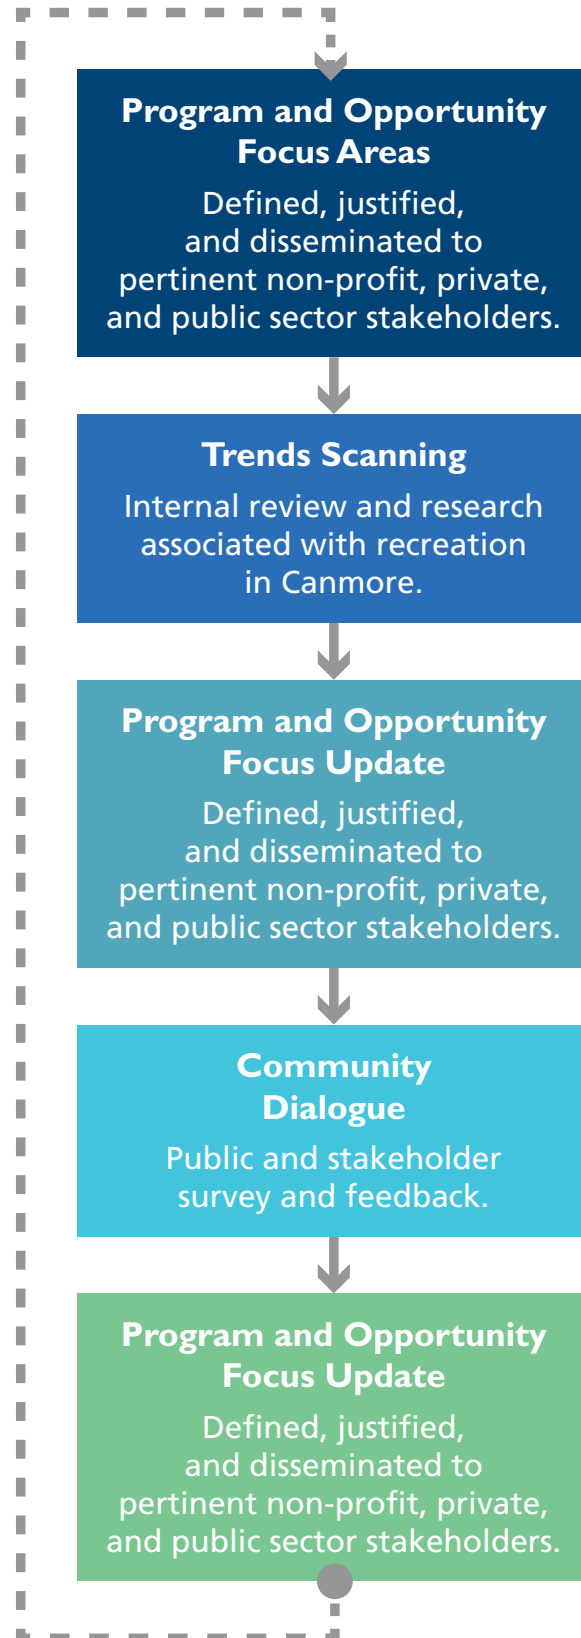 Program and Opportunity
Focus Areas
Defined, justified,
and disseminated to
pertinent non-profit, private,
and public sector stakeholders.
Trends Scanning
Internal review and research
associated with recreation
in Canmore.
Program and Opportunity
Focus Update
Defined, justified,
and disseminated to
pertinent non-profit, private,
and public sector stakeholders.
Community
Dialogue
Public and stakeholder
survey and feedback.
Program and Opportunity
Focus Update
Defined, justified,
and disseminated to
pertinent non-profit, private,
and public sector stakeholders.